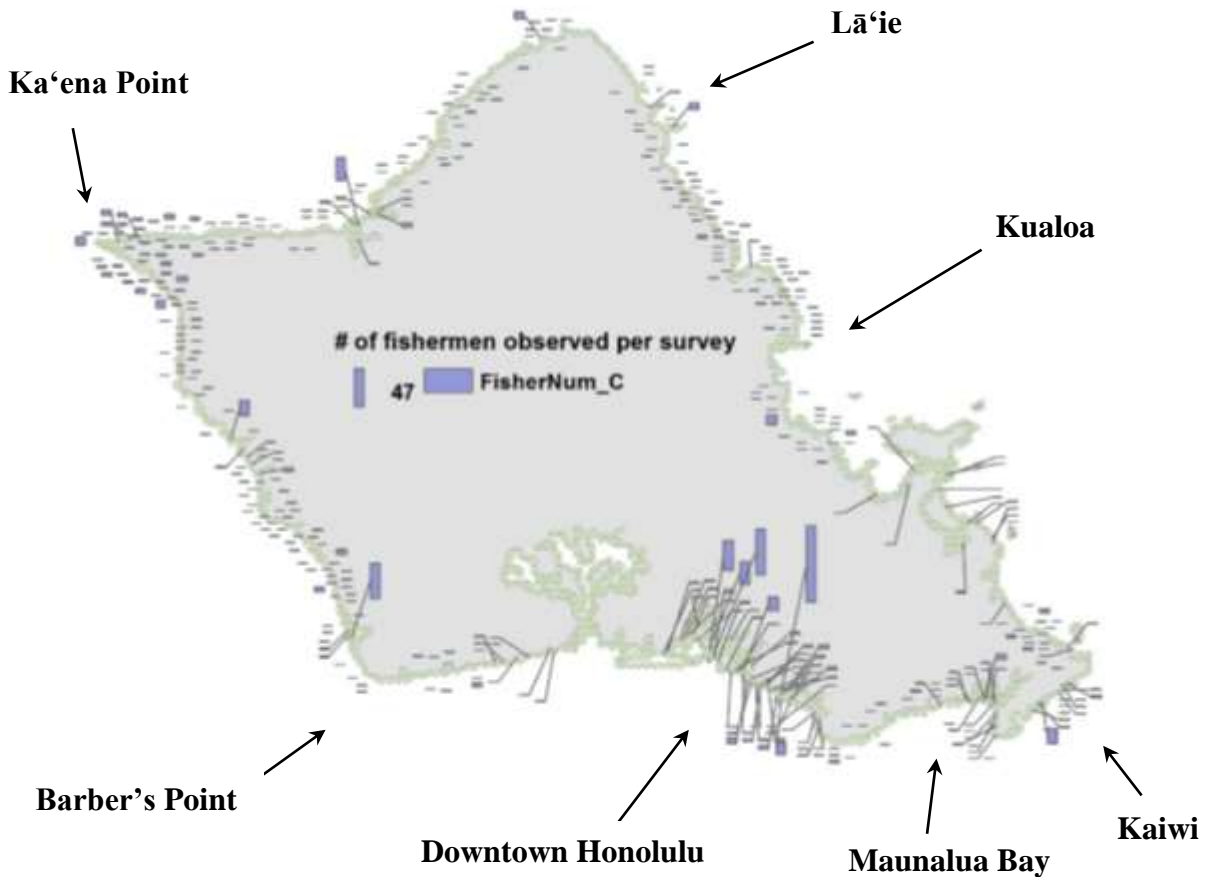 Lā‘ie
Ka‘ena Point
Kualoa
# of fishermen observed per survey
47 FisherNum_C
Barber’s Point
Downtown Honolulu
Maunalua Bay
Kaiwi